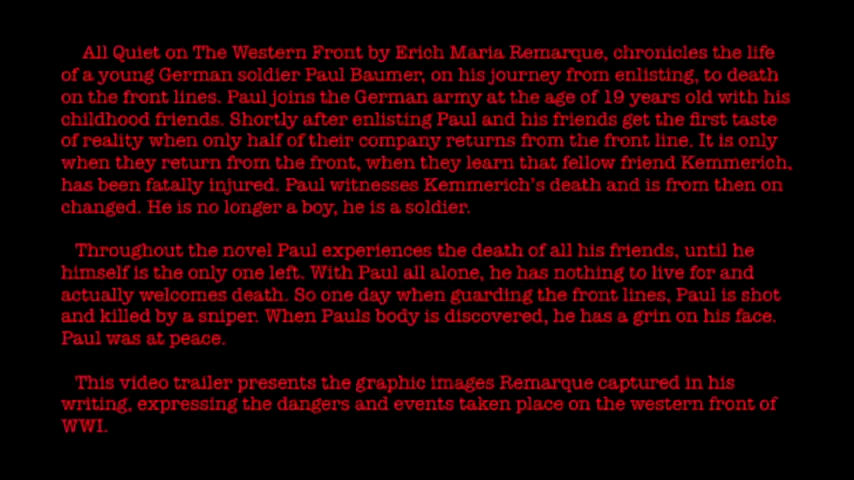 All Quiet on The Western Front by Erich Maria Remarque, chronicles the life
of a young German soldier Paul Baumer, on his journey from enlisting, to death
on the front lines. Paul joins the German army at the age of 19 years old with his
childhood friends. Shortly after enlisting Paul and his friends get the first taste
of reality when only half of their company returns from the front line. It is only
when they return from the front, when they learn that fellow friend Kemmerich,
has been fatally injured. Paul witnesses Kemmerich's death and is from then on
changed. He is no longer a boy, he is a soldier.
Throughout the novel Paul experiences the death of all his friends, until he
himself is the only one left. With Paul all alone, he has nothing to live for and
actually welcomes death. So one day when guarding the front lines, Paul is shot
and killed by a sniper. When Pauls body is discovered, he has a grin on his face.
Paul was at peace.
This video trailer presents the graphic images Remarque captured in his
writing, expressing the dangers and events taken place on the western front of
WWI.